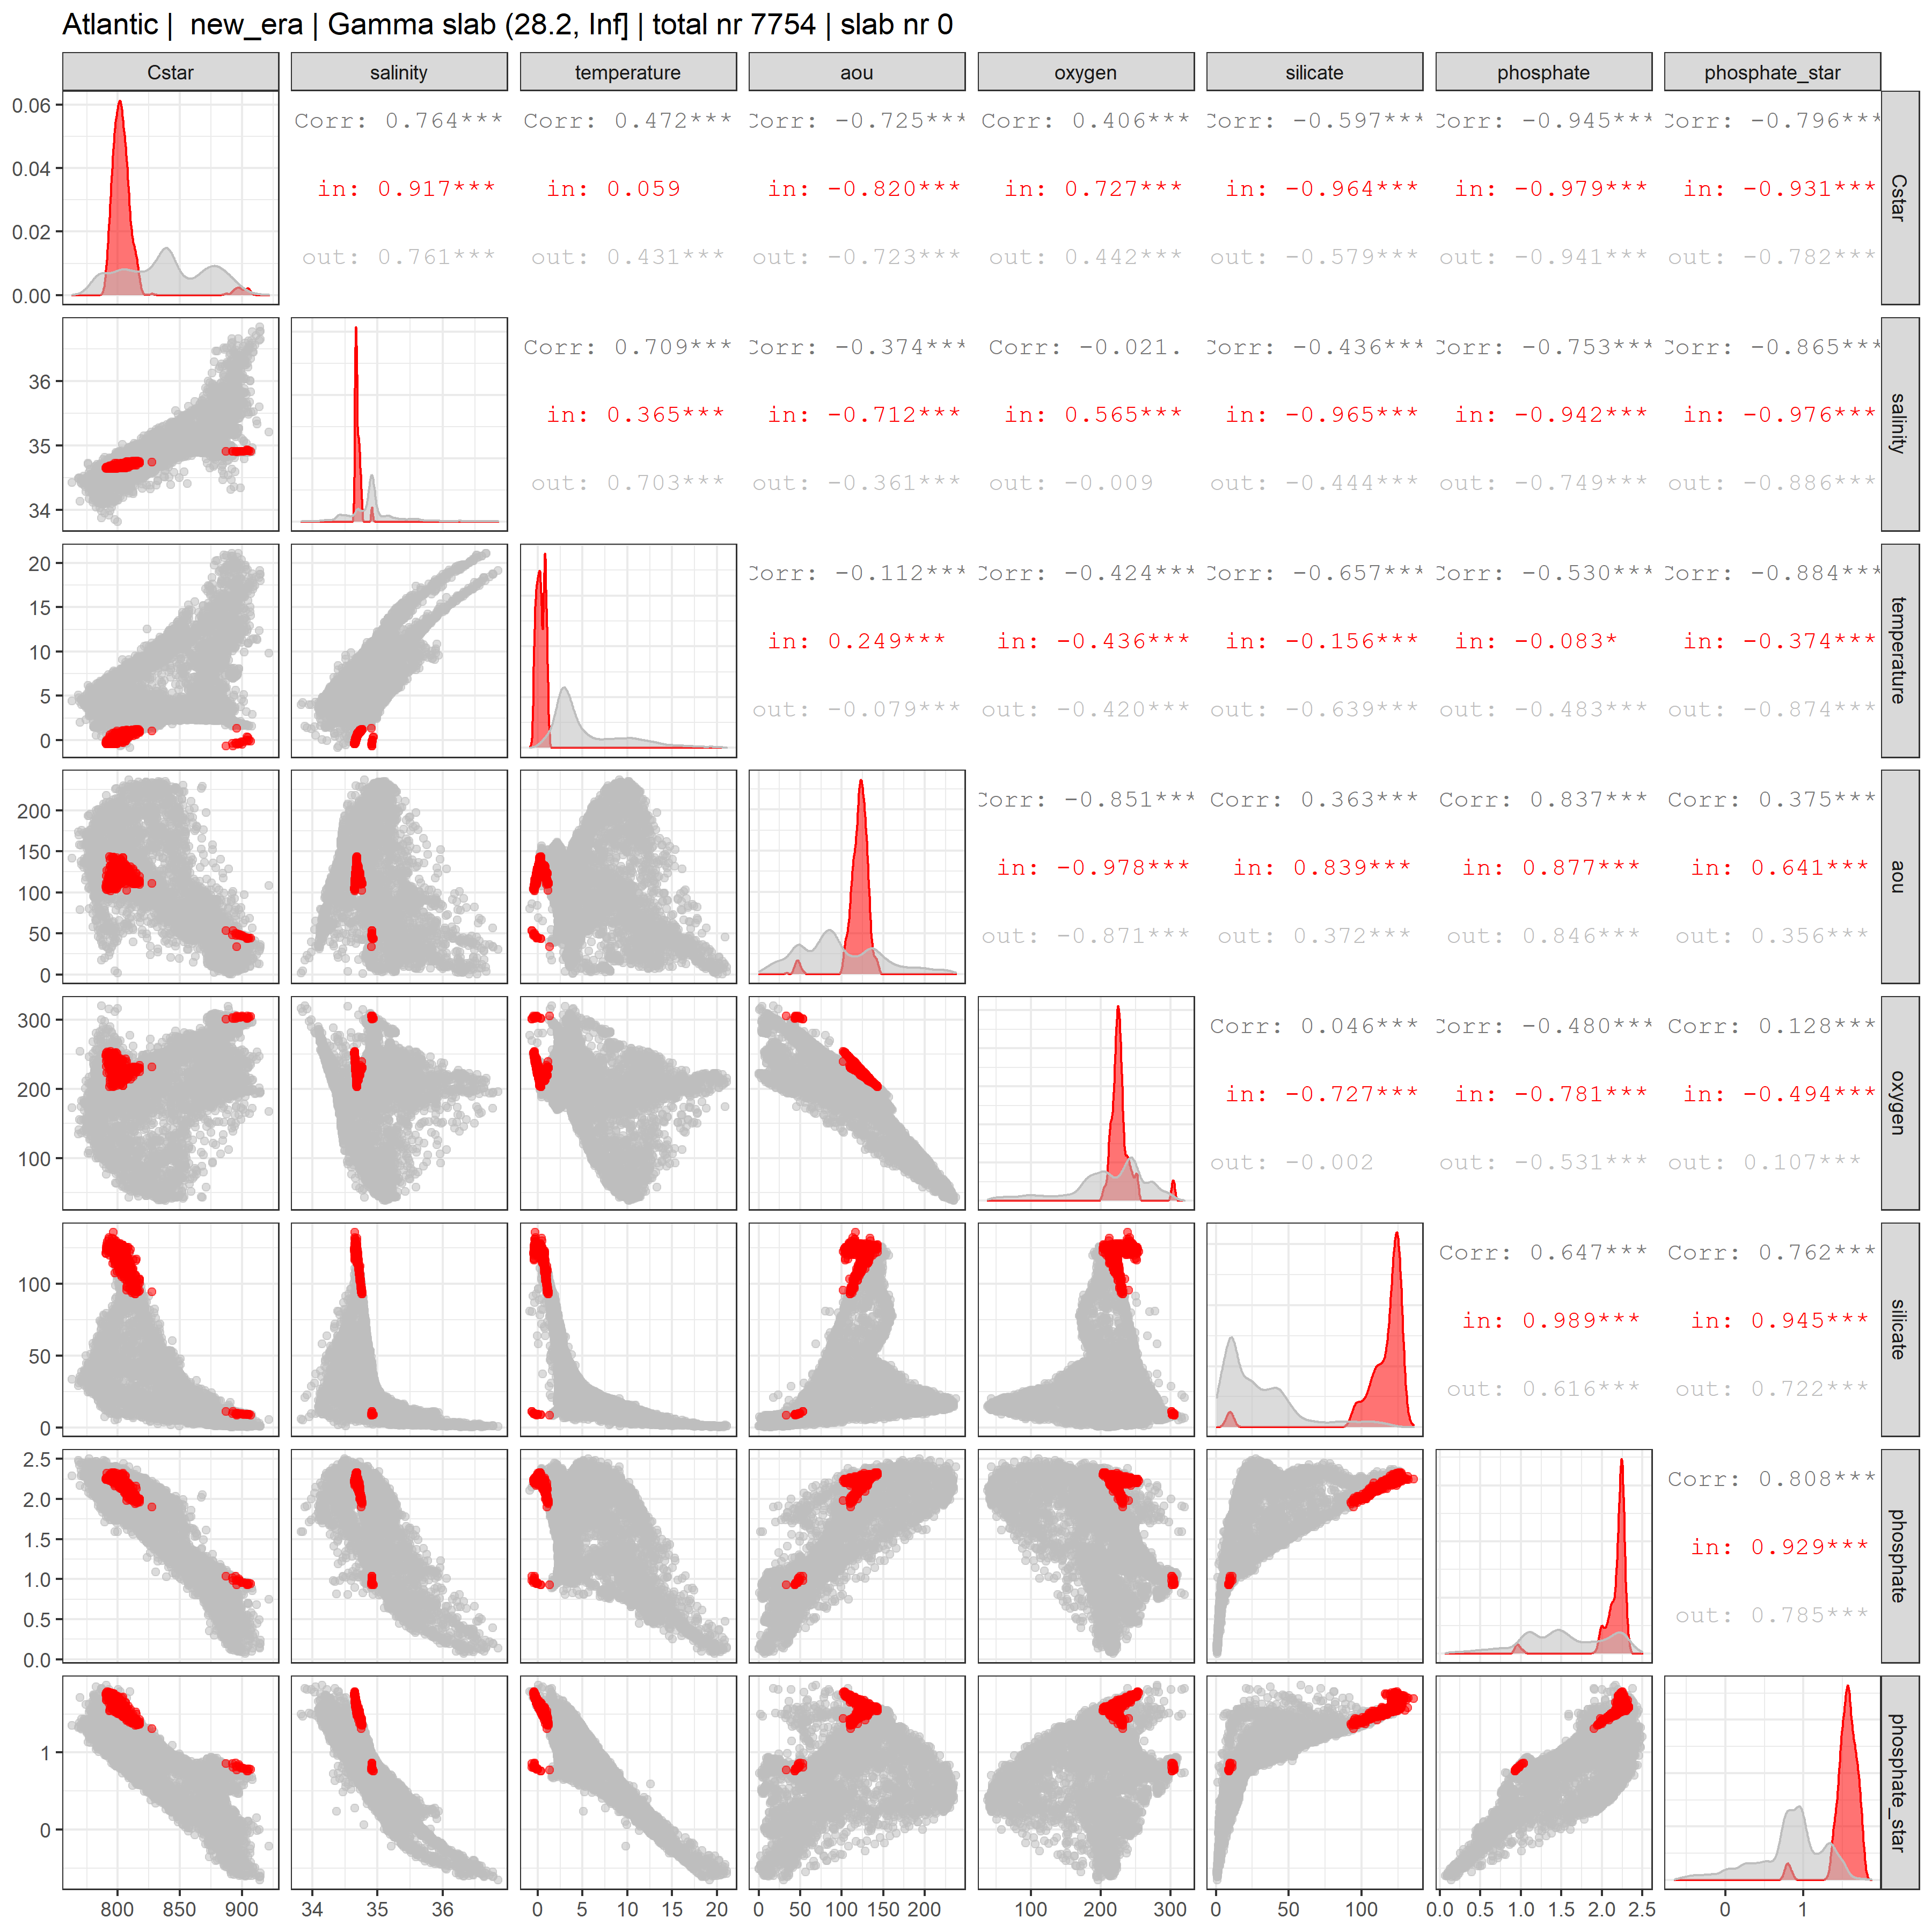 Atlantic |  new_era | Gamma slab (28.2, Inf] | total nr 7754 | slab nr 0
Cstar salinity temperature aou oxygen silicate phosphate phosphate_star
0.06
0.04
0.02
0.00
Corr: 0.764*** Corr: 0.472*** Corr: -0.725*** Corr: 0.406*** Corr: -0.597*** Corr: -0.945*** Corr: -0.796***
in: 0.917*** in: 0.059 in: -0.820*** in: 0.727*** in: -0.964*** in: -0.979*** in: -0.931***
out: 0.761*** out: 0.431*** out: -0.723*** out: 0.442*** out: -0.579*** out: -0.941*** out: -0.782***
Cstar
36
35
34
Corr: 0.709*** Corr: -0.374*** Corr: -0.021. Corr: -0.436*** Corr: -0.753*** Corr: -0.865***
in: 0.365*** in: -0.712*** in: 0.565*** in: -0.965*** in: -0.942*** in: -0.976***
out: 0.703*** out: -0.361*** out: -0.009 out: -0.444*** out: -0.749*** out: -0.886***
salinity
20
15
10
5
0
Corr: -0.112*** Corr: -0.424*** Corr: -0.657*** Corr: -0.530*** Corr: -0.884***
in: 0.249*** in: -0.436*** in: -0.156*** in: -0.083* in: -0.374***
out: -0.079*** out: -0.420*** out: -0.639*** out: -0.483*** out: -0.874***
temperature
200
150
100
50
0
Corr: -0.851*** Corr: 0.363*** Corr: 0.837*** Corr: 0.375***
in: -0.978*** in: 0.839*** in: 0.877*** in: 0.641***
out: -0.871*** out: 0.372*** out: 0.846*** out: 0.356***
aou
300
200
100
Corr: 0.046*** Corr: -0.480*** Corr: 0.128***
in: -0.727*** in: -0.781*** in: -0.494***
out: -0.002 out: -0.531*** out: 0.107***
oxygen
100
50
0
Corr: 0.647*** Corr: 0.762***
in: 0.989*** in: 0.945***
out: 0.616*** out: 0.722***
silicate
2.5
2.0
1.5
1.0
0.5
0.0
Corr: 0.808***
in: 0.929***
out: 0.785***
phosphate
1
0
phosphate_star
800 850 900 34 35 36 0 5 10 15 20 0 50 100 150 200 100 200 300 0 50 100 0.0 0.5 1.0 1.5 2.0 2.5 0 1